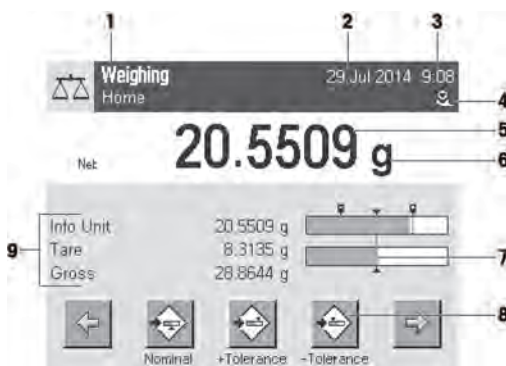 1 2 3
Weighing 29.Jul 2014 9:08
Home
4
5
Net 20.5509 g
6
Info Unit 20.5509 g
9 Tare 8.3135 g 7
Gross 28.8644 g
8
Nominal +Tolerance -Tolerance